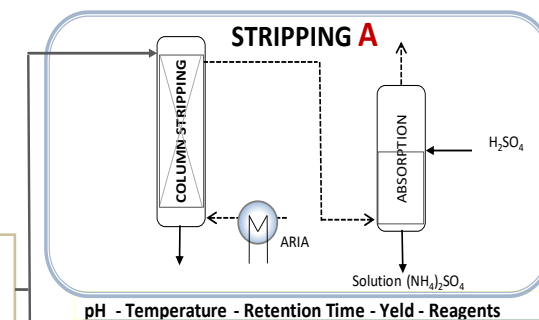 STRIPPING A
COLUMN STRIPPING
ABSORPTION
H₂SO₄
ARIA
Solution (NH₄)₂SO₄
pH - Temperature - Retention Time - Yeld - Reagents